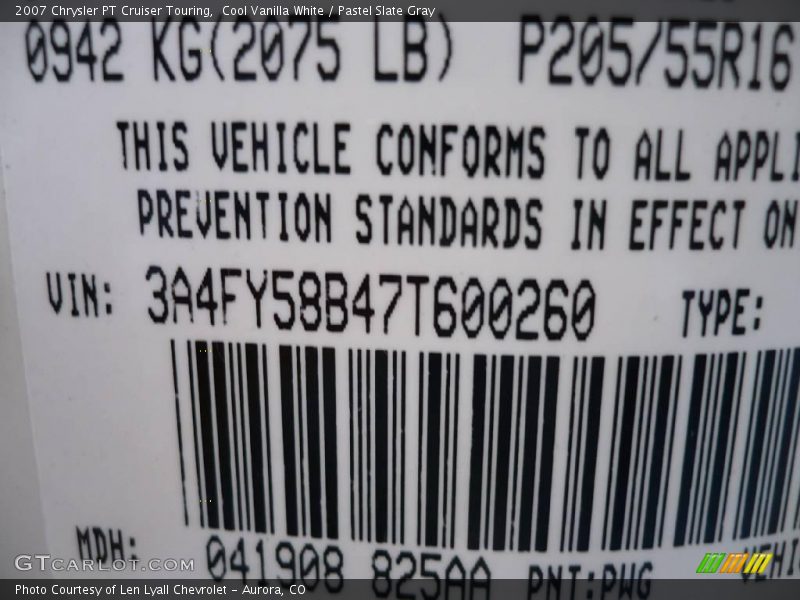 2007 Chrysler PT Cruiser Touring, Cool Vanilla White / Pastel Slate Gray
0942 KG(2075 LB) P205/55R16
THIS VEHICLE CONFORMS TO ALL APPLI
PREVENTION STANDARDS IN EFFECT ON
VIN: 3A4FY58B47T600260 TYPE:
MDH: 041908 825AA PNT:PWG VEHI
GTCARLOT.COM
Photo Courtesy of Len Lyall Chevrolet - Aurora, CO